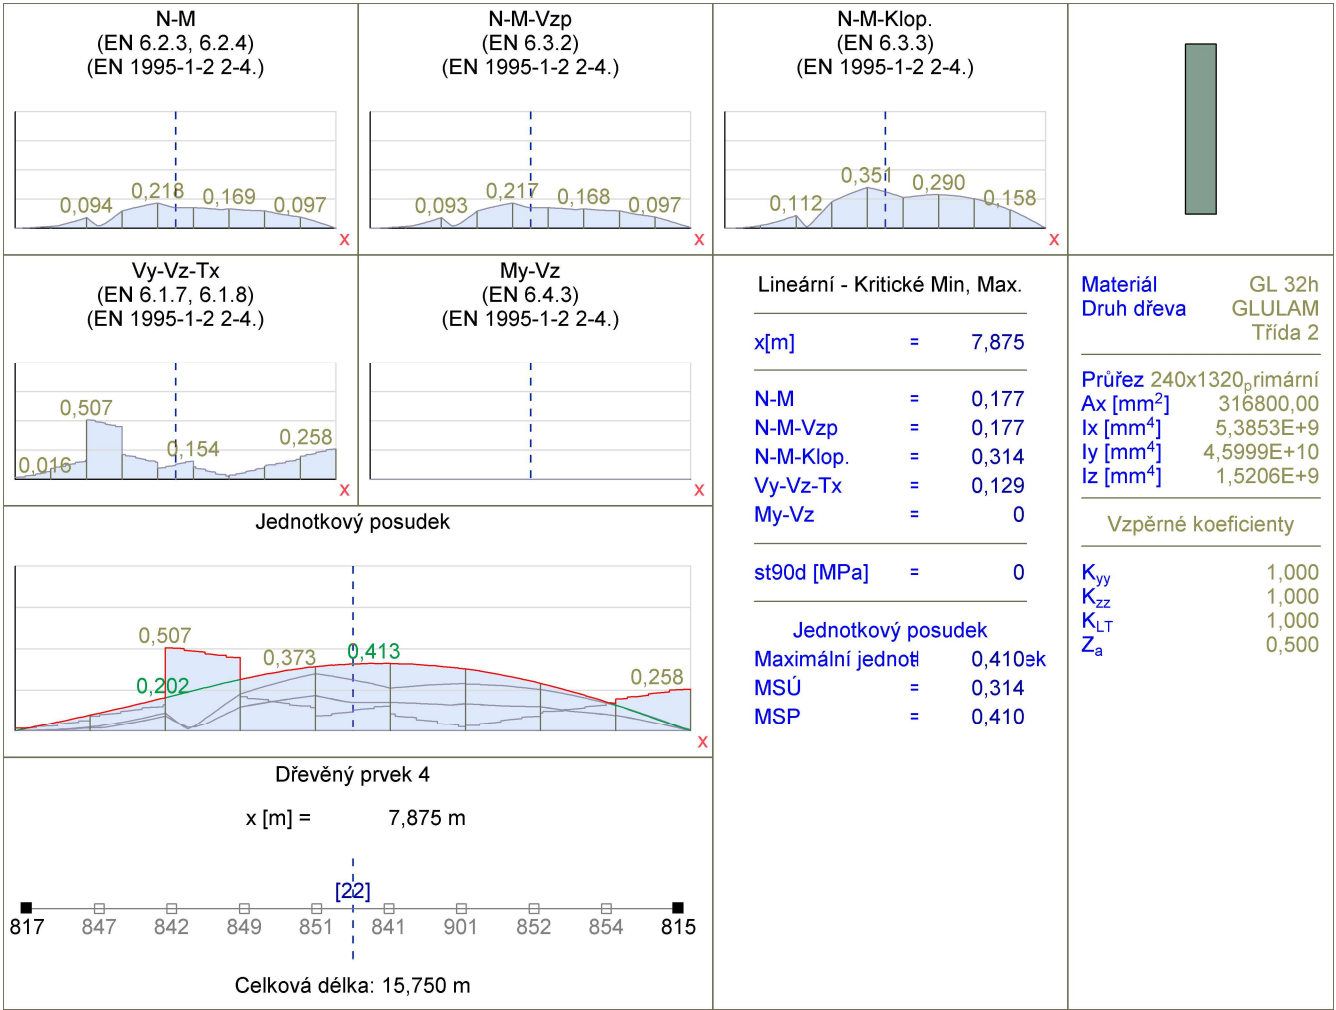 N-M
(EN 6.2.3, 6.2.4)
(EN 1995-1-2 2-4.)
0,094
0,218
0,169
0,097
x
N-M-Vzp
(EN 6.3.2)
(EN 1995-1-2 2-4.)
0,093
0,217
0,168
0,097
x
N-M-Klop.
(EN 6.3.3)
(EN 1995-1-2 2-4.)
0,112
0,351
0,290
0,158
x
Vy-Vz-Tx
(EN 6.1.7, 6.1.8)
(EN 1995-1-2 2-4.)
0,016
0,507
0,154
0,258
x
My-Vz
(EN 6.4.3)
(EN 1995-1-2 2-4.)
x
Jednotkový posudek
0,507
0,202
0,373
0,413
0,258
x
Dřevěný prvek 4
x [m] = 7,875 m
[22]
817 847 842 849 851 841 901 852 854 815
Celková délka: 15,750 m
Lineární - Kritické Min, Max.
x[m] = 7,875
N-M = 0,177
N-M-Vzp = 0,177
N-M-Klop. = 0,314
Vy-Vz-Tx = 0,129
My-Vz = 0
st90d [MPa] = 0
Jednotkový posudek
Maximální jednot = 0,410 ek
MSÚ = 0,314
MSP = 0,410
Materiál GL 32h
Druh dřeva GLULAM
Třída 2
Průřez 240x1320primární
Ax [mm2] 316800,00
Ix [mm4] 5,3853E+9
Iy [mm4] 4,5999E+10
Iz [mm4] 1,5206E+9
Vzpěrné koeficienty
Kyy 1,000
Kzz 1,000
KLT 1,000
Za 0,500